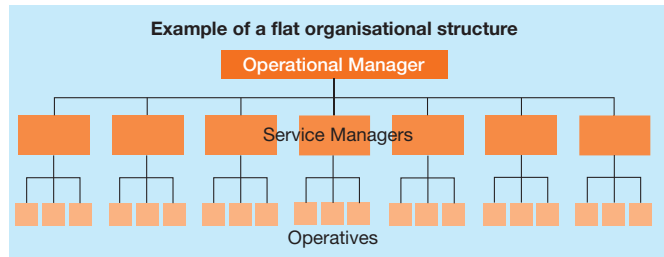 Example of a flat organisational structure
Operational Manager
Service Managers
Operatives